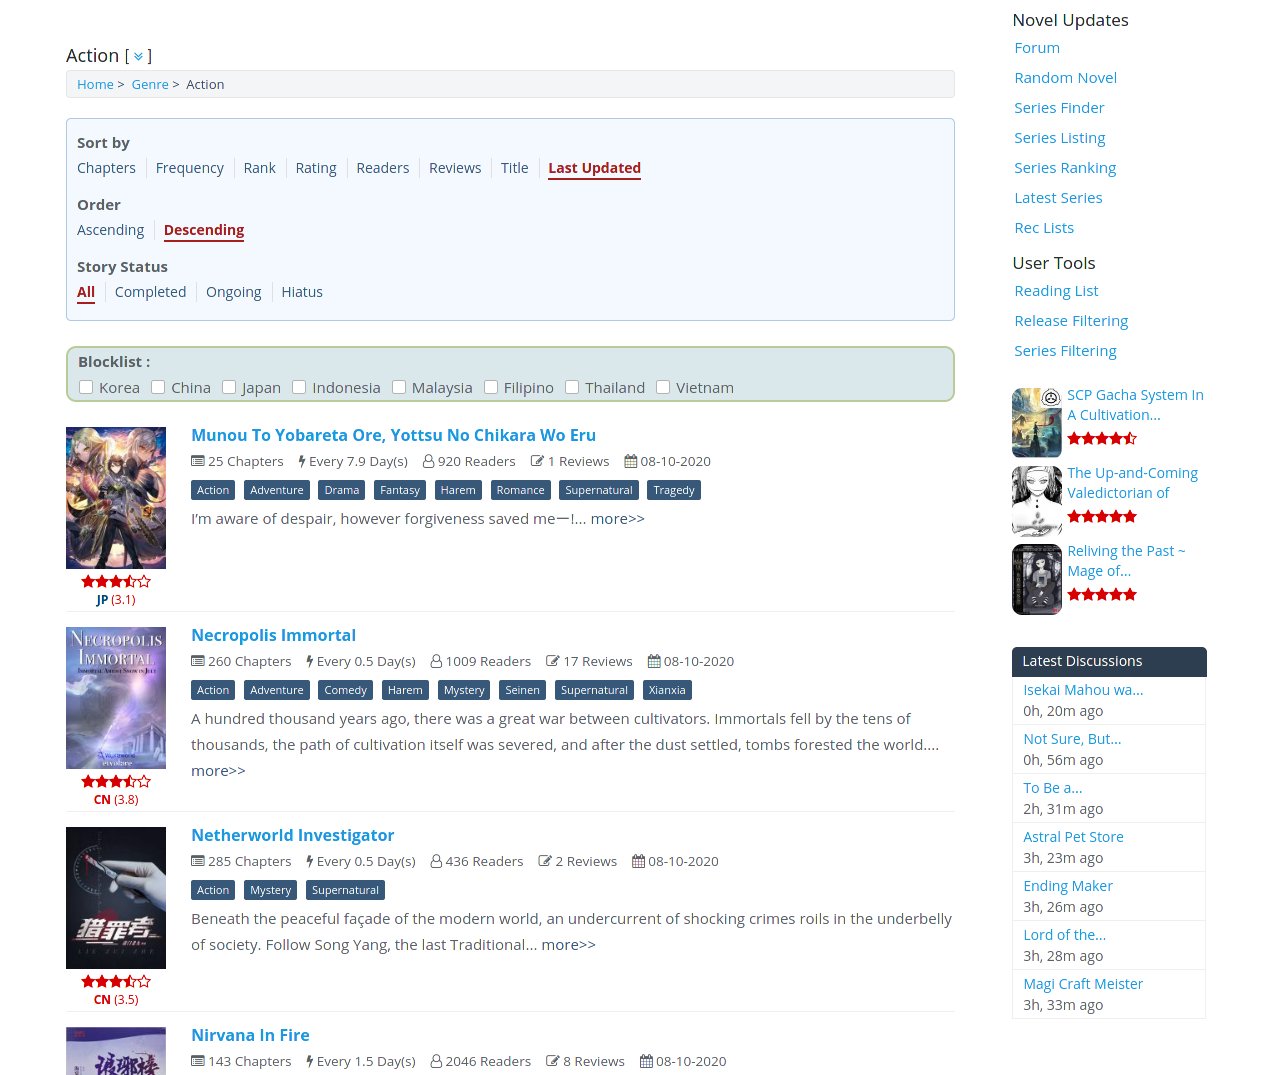 Action [ ]
Home > Genre > Action
Sort by
Chapters Frequency Rank Rating Readers Reviews Title Last Updated
Order
Ascending Descending
Story Status
All Completed Ongoing Hiatus
Blocklist :
Korea China Japan Indonesia Malaysia Filipino Thailand Vietnam
Munou To Yobareta Ore, Yottsu No Chikara Wo Eru
25 Chapters Every 7.9 Day(s) 920 Readers 1 Reviews 08-10-2020
Action Adventure Drama Fantasy Harem Romance Supernatural Tragedy
I’m aware of despair, however forgiveness saved meー!... more>>
JP (3.1)
NECROPOLIS
IMMORTAL
Necropolis Immortal
260 Chapters Every 0.5 Day(s) 1009 Readers 17 Reviews 08-10-2020
Action Adventure Comedy Harem Mystery Seinen Supernatural Xianxia
A hundred thousand years ago, there was a great war between cultivators. Immortals fell by the tens of
thousands, the path of cultivation itself was severed, and after the dust settled, tombs forested the world....
more>>
CN (3.8)
猎罪者
Netherworld Investigator
285 Chapters Every 0.5 Day(s) 436 Readers 2 Reviews 08-10-2020
Action Mystery Supernatural
Beneath the peaceful façade of the modern world, an undercurrent of shocking crimes roils in the underbelly
of society. Follow Song Yang, the last Traditional... more>>
CN (3.5)
琅琊榜
Nirvana In Fire
143 Chapters Every 1.5 Day(s) 2046 Readers 8 Reviews 08-10-2020
Novel Updates
Forum
Random Novel
Series Finder
Series Listing
Series Ranking
Latest Series
Rec Lists
User Tools
Reading List
Release Filtering
Series Filtering
SCP Gacha System In
A Cultivation...
The Up-and-Coming
Valedictorian of
Reliving the Past ~
Mage of...
Latest Discussions
Isekai Mahou wa...
0h, 20m ago
Not Sure, But...
0h, 56m ago
To Be a...
2h, 31m ago
Astral Pet Store
3h, 23m ago
Ending Maker
3h, 26m ago
Lord of the...
3h, 28m ago
Magi Craft Meister
3h, 33m ago